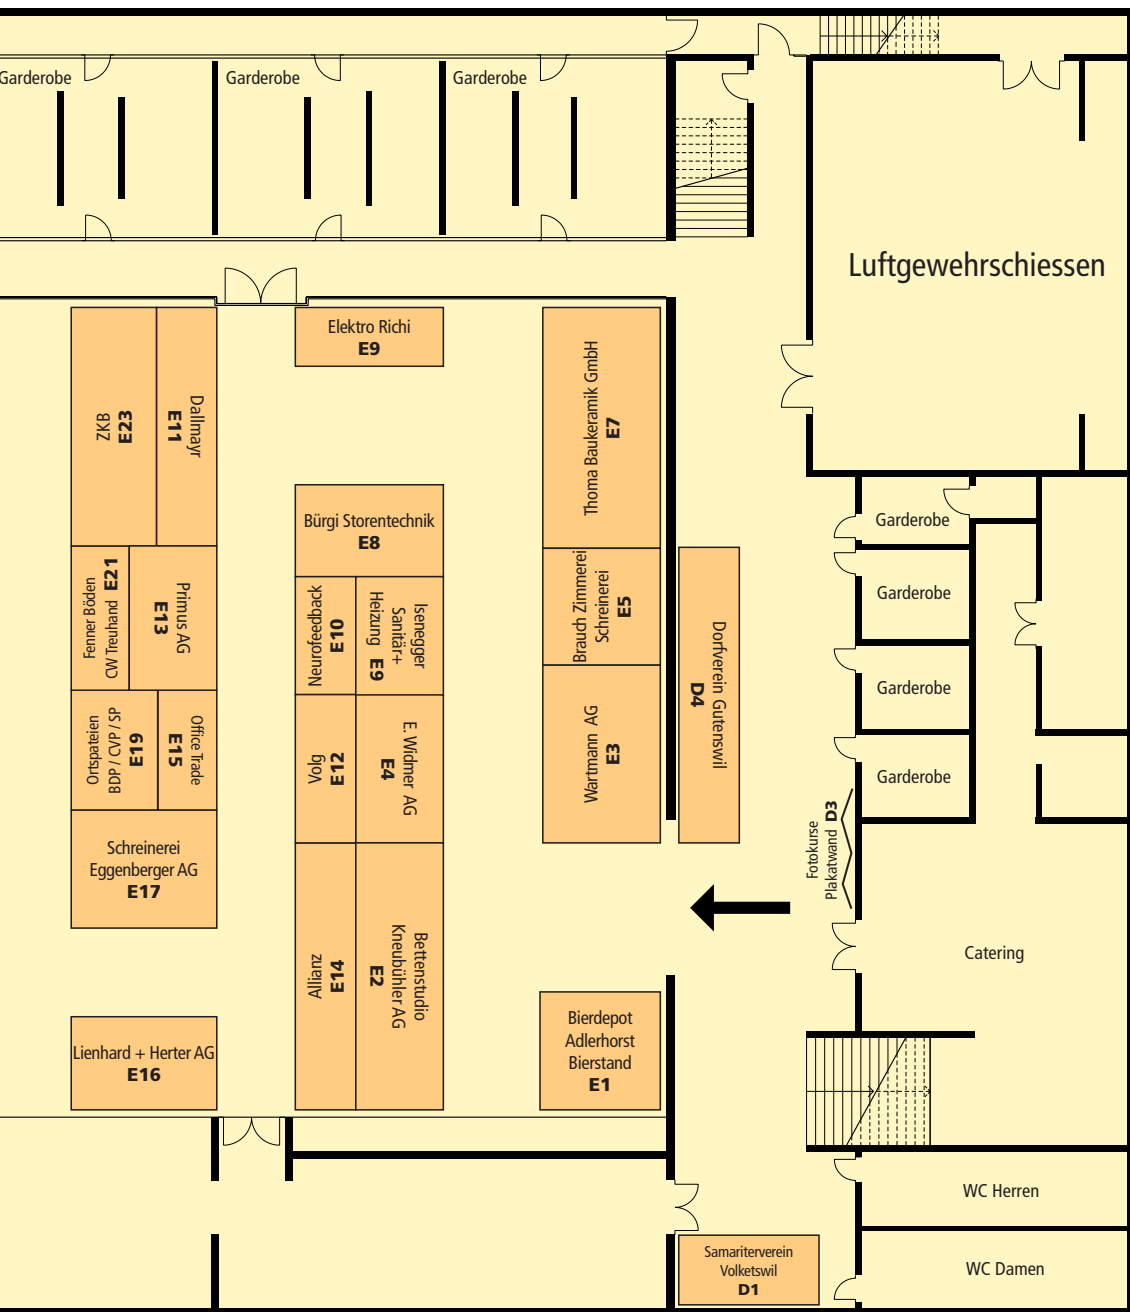 Garderobe
Garderobe
Garderobe
Luftgewehrschiessen
ZKB
E23
Dallmayr
E11
Elektro Richi
E9
Thoma Baukeramik GmbH
E7
Bürgi Storentechnik
E8
Fenner Böden
CW Treuhand E21
Primus AG
E13
Neurofeedback
E10
Isenegger
Sanitär+
Heizung E6
Brauch Zimmerei
Schreinerei
E5
Dorfverein Gutenswil
D4
Garderobe
Garderobe
Garderobe
Garderobe
Ortspateien
BDP / CVP / SP
E19
Office Trade
E15
Volg
E12
E. Widmer AG
E4
Wartmann AG
E3
Fotokurse
Plakatwand D3
Schreinerei
Eggenberger AG
E17
Allianz
E14
Bettenstudio
Kneubühler AG
E2
Catering
Lienhard + Herter AG
E16
Bierdepot
Adlerhorst
Bierstand
E1
WC Herren
WC Damen
Samariterverein
Volketswil
D1